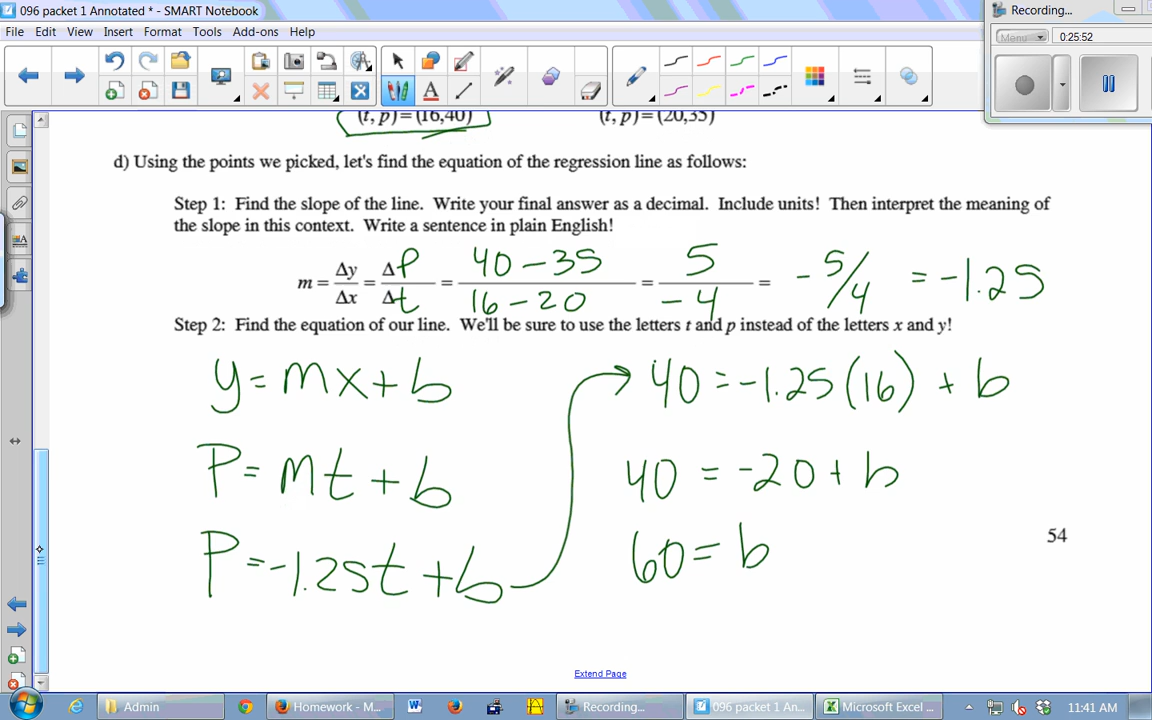 096 packet 1 Annotated * - SMART Notebook
File Edit View Insert Format Tools Add-ons Help
Recording...
Menu
0:25:52
(t, p)=(16,40) (t, p)=(20,35)
d) Using the points we picked, let's find the equation of the regression line as follows:
Step 1: Find the slope of the line. Write your final answer as a decimal. Include units! Then interpret the meaning of
the slope in this context. Write a sentence in plain English!
m = Δy/Δx = ΔP/Δt = 40-35/16-20 = 5/-4 = -5/4 = -1.25
Step 2: Find the equation of our line. We'll be sure to use the letters t and p instead of the letters x and y!
y = mx + b
P = mt + b
P = -1.25t + b
40 = -1.25(16) + b
40 = -20 + b
60 = b
54
Extend Page
Admin
Homework - M...
Recording...
096 packet 1 An...
Microsoft Excel ...
11:41 AM